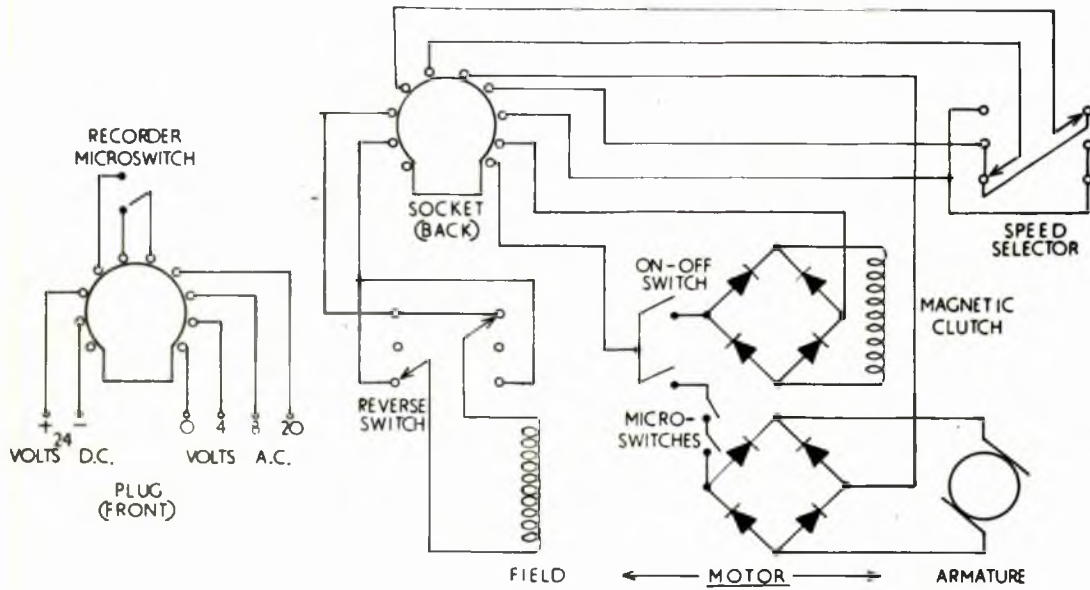 RECORDER
MICROSWITCH
SOCKET
(BACK)
SPEED
SELECTOR
ON-OFF
SWITCH
MAGNETIC
CLUTCH
REVERSE
SWITCH
MICRO-
SWITCHES
+ 24 -
0 4 8 20
VOLTS D.C. VOLTS A.C.
PLUG
(FRONT)
FIELD
MOTOR
ARMATURE